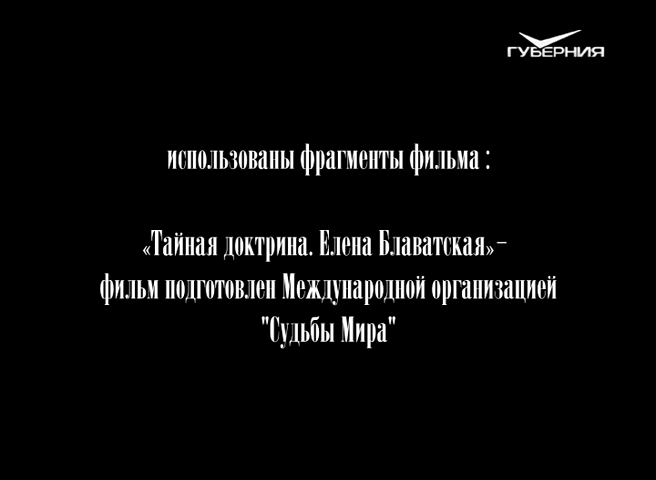 ГУБЕРНИЯ
использованы фрагменты фильма :
«Тайная доктрина. Елена Блаватская» –
фильм подготовлен Международной организацией
"Судьбы Мира"